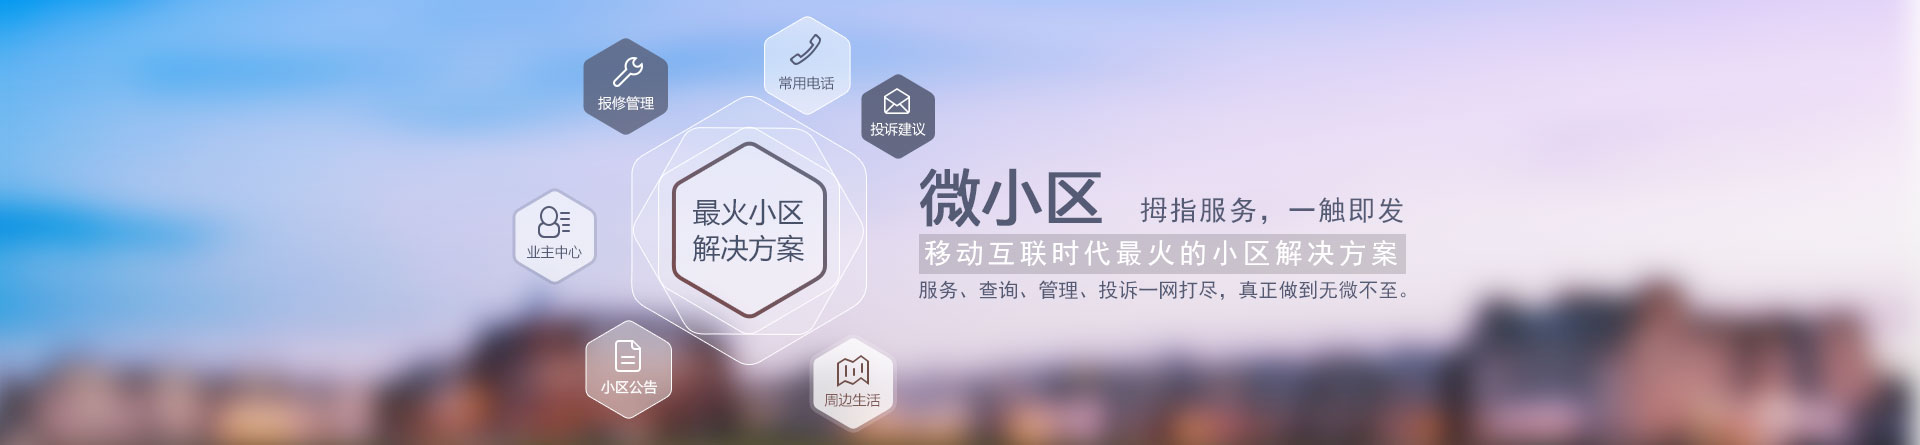 常用电话
报修管理
投诉建议
最火小区
解决方案
业主中心
小区公告
周边生活
微小区
拇指服务，一触即发
移动互联时代最火的小区解决方案
服务、查询、管理、投诉一网打尽，真正做到无微不至。